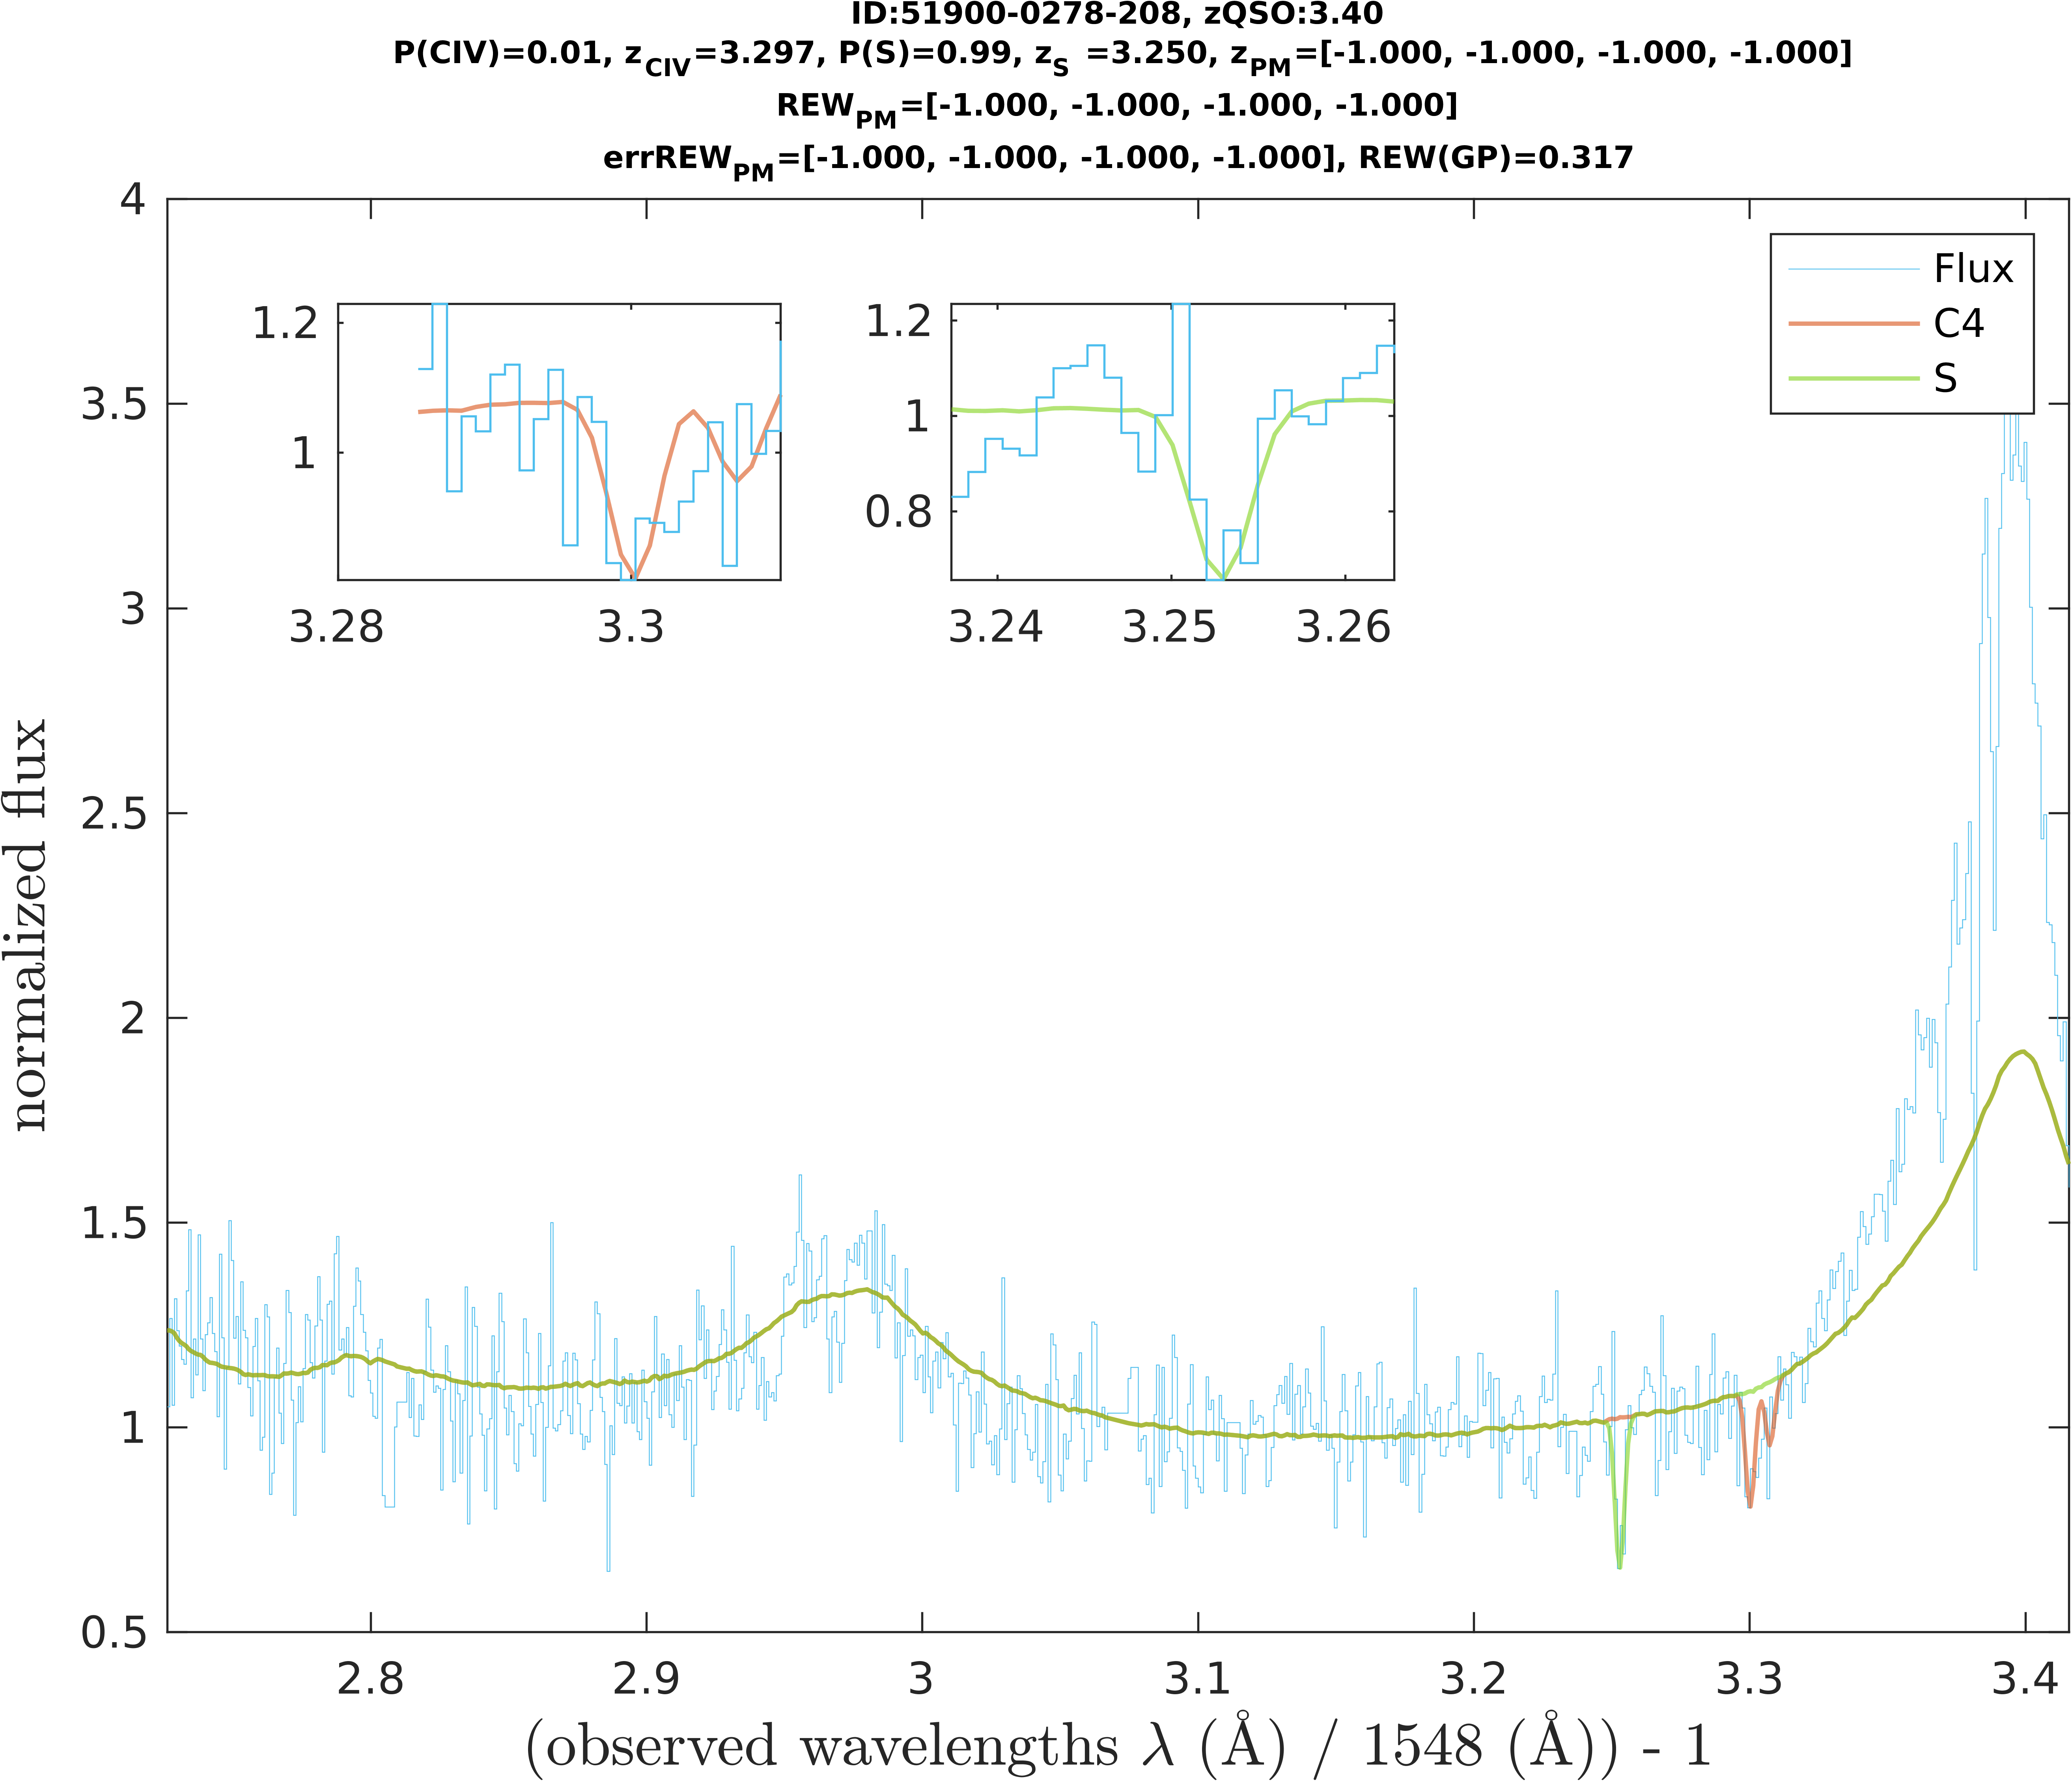 ID:51900-0278-208, zQSO:3.40
P(CIV)=0.01, zCIV=3.297, P(S)=0.99, zS =3.250, zPM=[-1.000, -1.000, -1.000, -1.000]
REWPM=[-1.000, -1.000, -1.000, -1.000]
errREWPM=[-1.000, -1.000, -1.000, -1.000], REW(GP)=0.317
4
3.5
3
2.5
2
1.5
1
0.5
normalized flux
1.2
1
3.28
3.3
1.2
1
0.8
3.24
3.25
3.26
Flux
C4
S
2.8
2.9
3
3.1
3.2
3.3
3.4
(observed wavelengths λ (Å) / 1548 (Å)) - 1